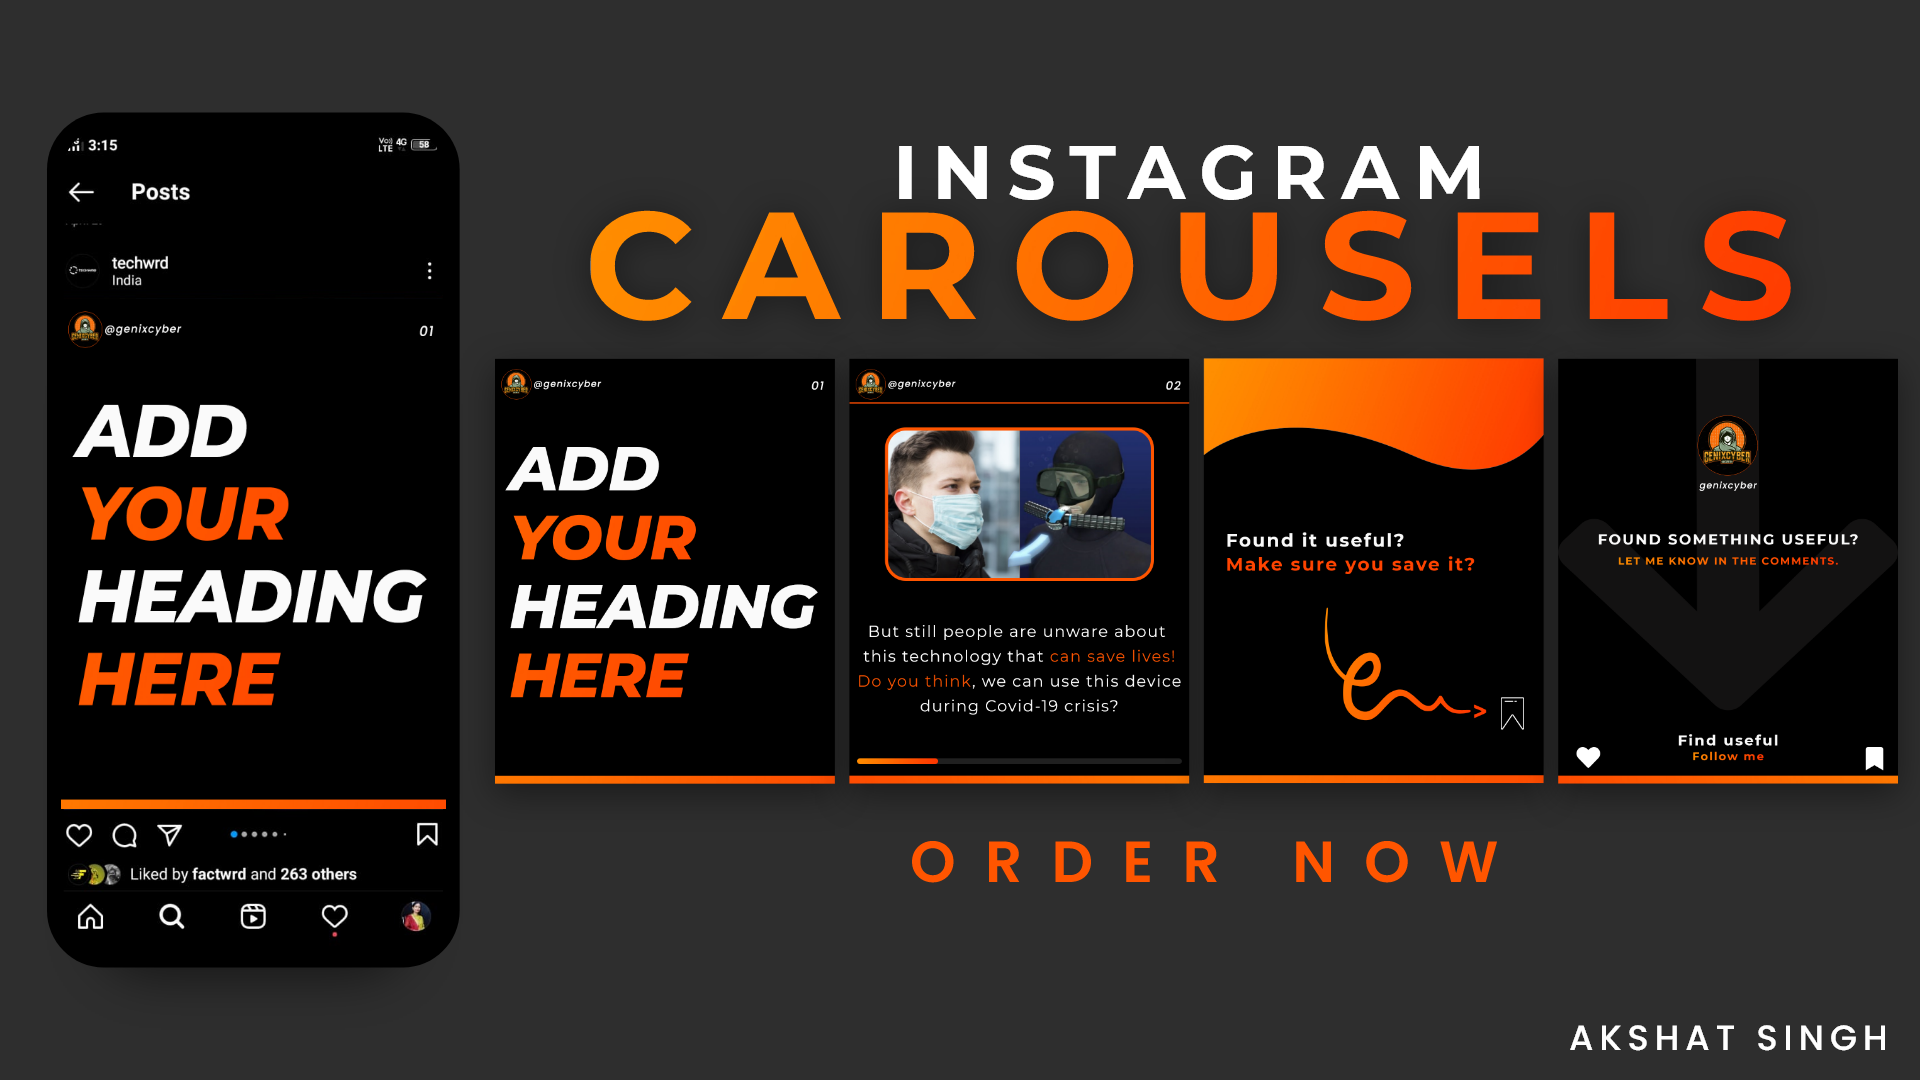 3:15
Vo))
LTE
4G
58
Posts
techwrd
India
@genixcyber
01
ADD
YOUR
HEADING
HERE
Liked by factwrd and 263 others
INSTAGRAM
CAROUSELS
@genixcyber
01
ADD
YOUR
HEADING
HERE
@genixcyber
02
But still people are unware about
this technology that can save lives!
Do you think, we can use this device
during Covid-19 crisis?
Found it useful?
Make sure you save it?
>
GENIXCYBER
genixcyber
FOUND SOMETHING USEFUL?
LET ME KNOW IN THE COMMENTS.
Find useful
Follow me
ORDER NOW
AKSHAT SINGH